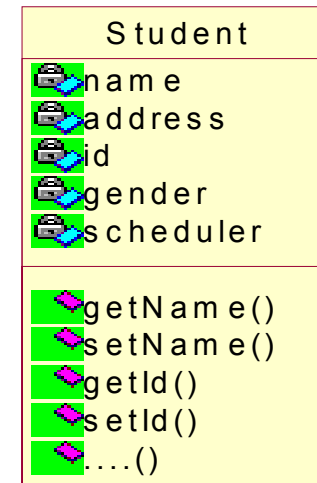 Student
name
address
id
gender
scheduler
getName()
setName()
getId()
setId()
....()